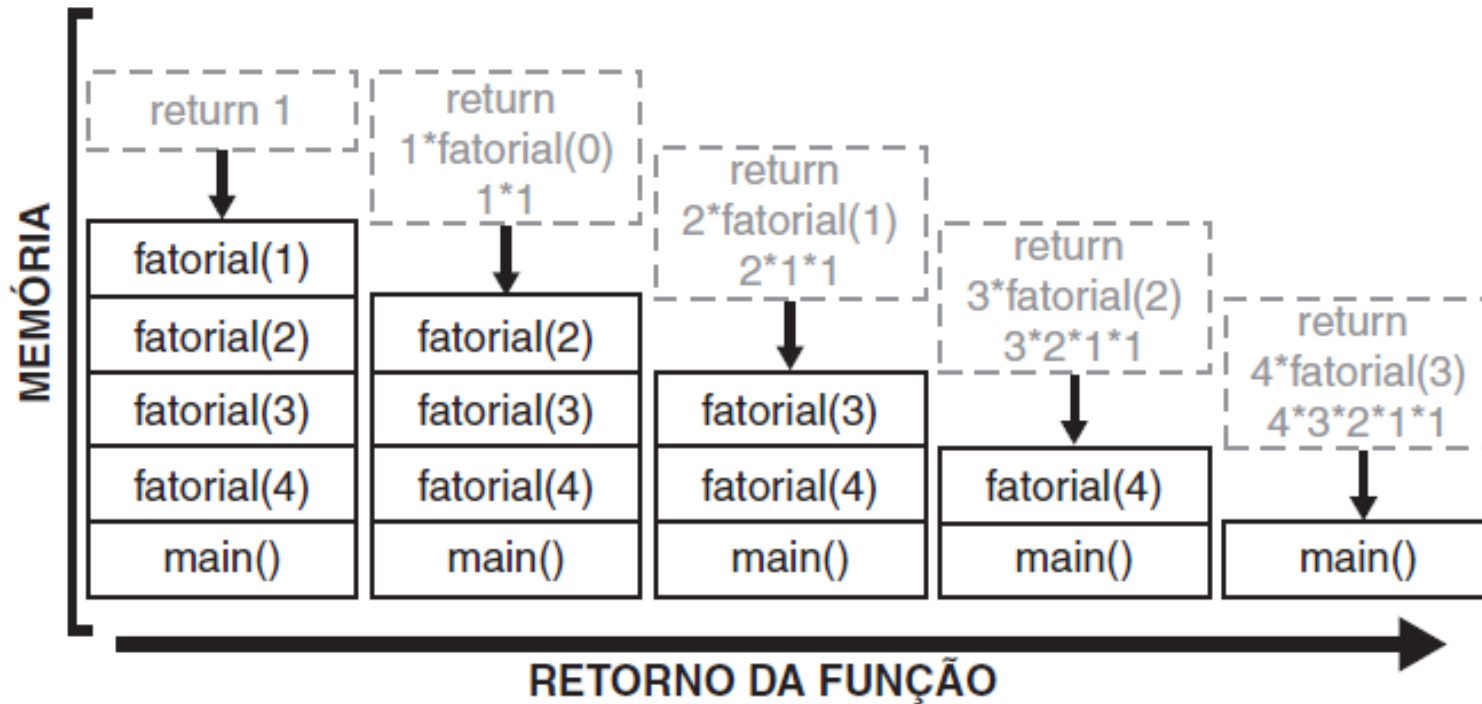 MEMÓRIA
return 1
fatorial(1)
fatorial(2)
fatorial(3)
fatorial(4)
main()
return
1*fatorial(0)
1*1
fatorial(2)
fatorial(3)
fatorial(4)
main()
return
2*fatorial(1)
2*1*1
fatorial(3)
fatorial(4)
main()
return
3*fatorial(2)
3*2*1*1
fatorial(4)
main()
return
4*fatorial(3)
4*3*2*1*1
main()
RETORNO DA FUNÇÃO